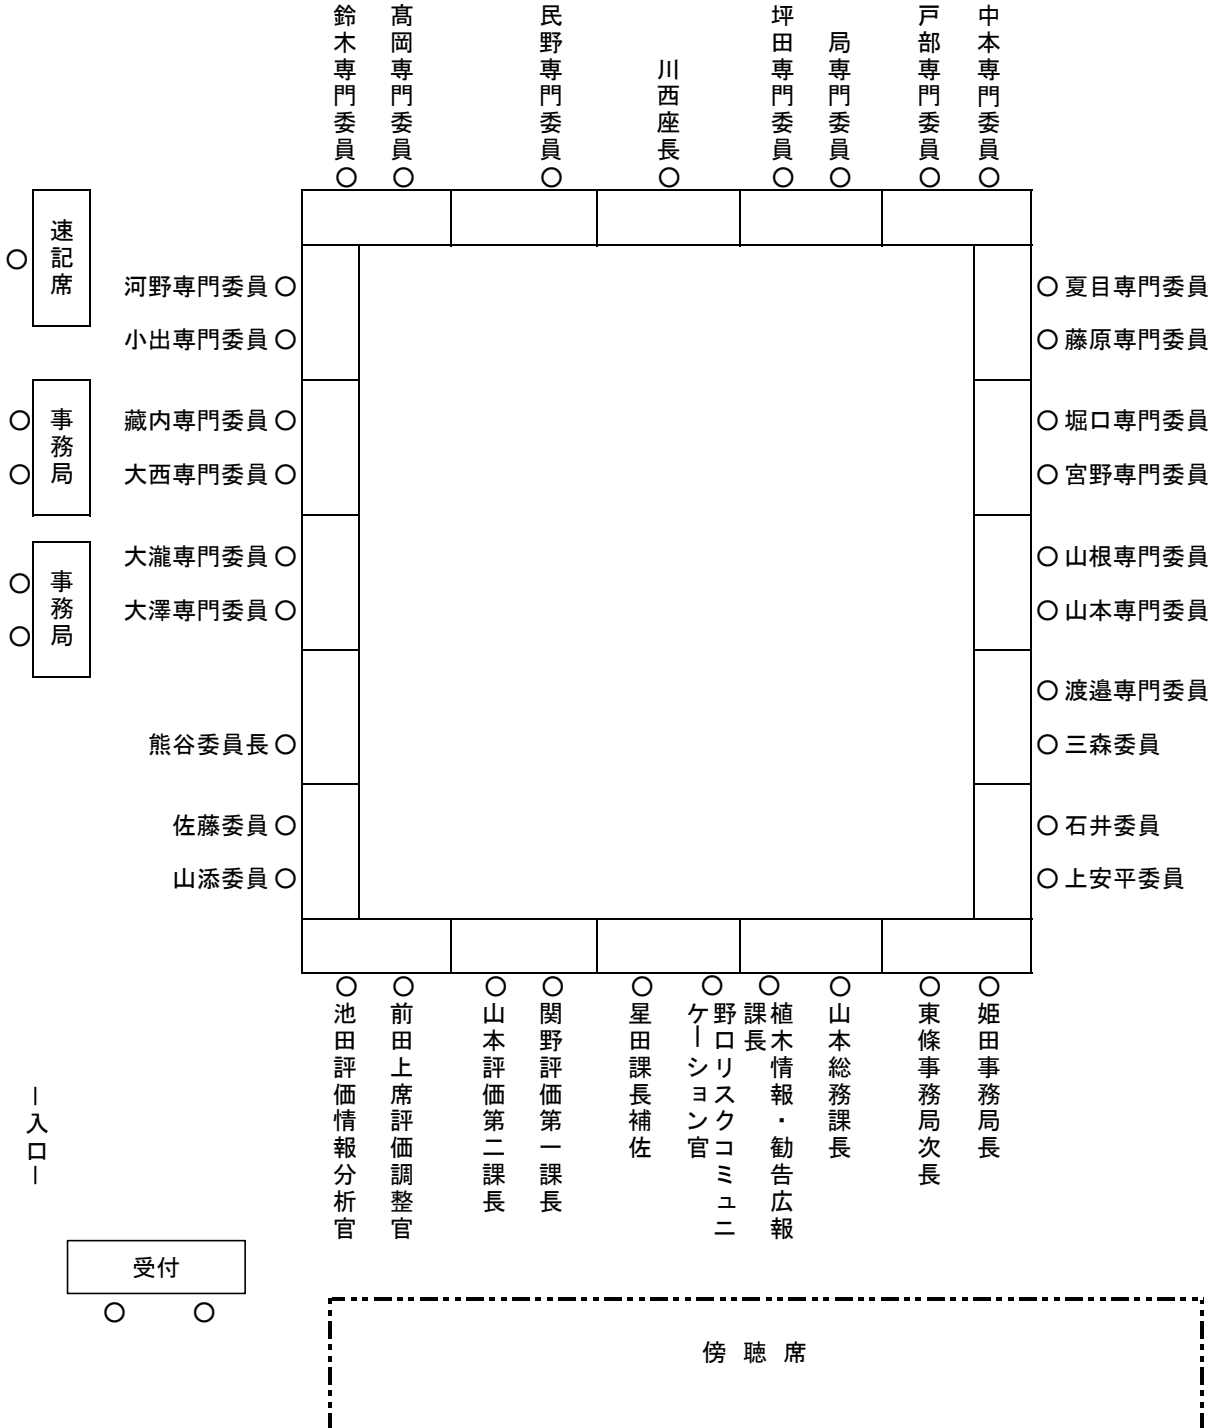 鈴木専門委員
髙岡専門委員
民野専門委員
川西座長
坪田専門委員
局専門委員
戸部専門委員
中本専門委員
速記席
事務局
事務局
河野専門委員
小出専門委員
藏内専門委員
大西専門委員
大瀧専門委員
大澤専門委員
熊谷委員長
佐藤委員
山添委員
夏目専門委員
藤原専門委員
堀口専門委員
宮野専門委員
山根専門委員
山本専門委員
渡邉専門委員
三森委員
石井委員
上安平委員
池田評価情報分析官
前田上席評価調整官
山本評価第二課長
関野評価第一課長
星田課長補佐
野口リスクコミュニ
ケーション官
植木情報・勧告広報
課長
山本総務課長
東條事務局次長
姫田事務局長
ー入口ー
受付
傍聴席